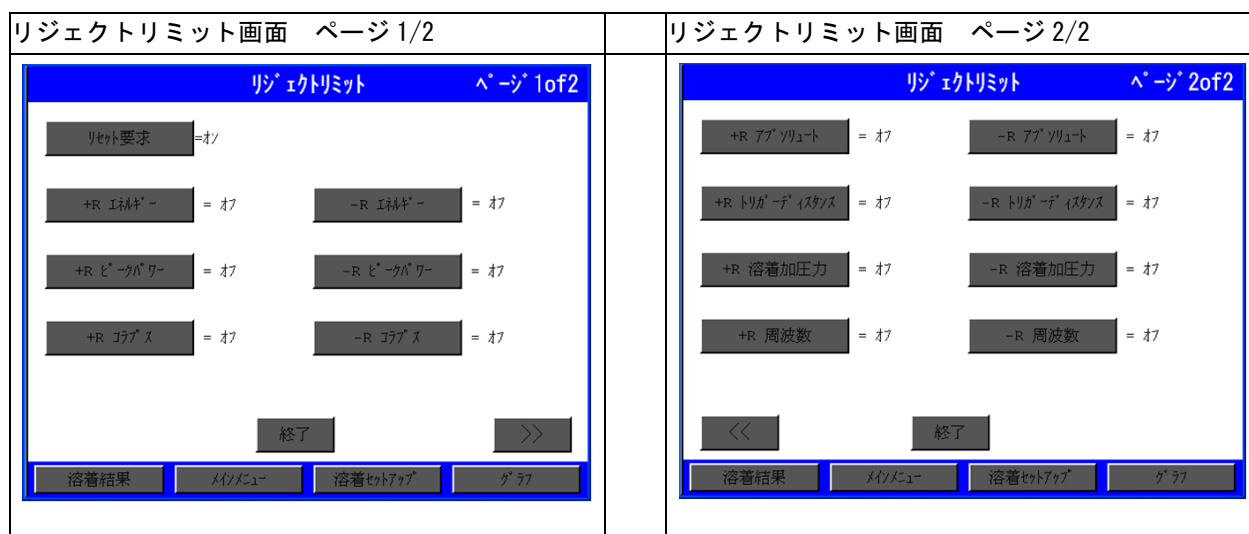 リジェクトリミット画面　ページ1/2
リジェクトリミット画面　ページ2/2
ﾘｼﾞｪｸﾄﾘﾐｯﾄ ﾍﾟｰｼﾞ1of2
ﾘｾｯﾄ要求 =ｵﾝ
+R ｴﾈﾙｷﾞｰ = ｵﾌ -R ｴﾈﾙｷﾞｰ = ｵﾌ
+R ﾋﾟｰｸﾊﾟﾜｰ = ｵﾌ -R ﾋﾟｰｸﾊﾟﾜｰ = ｵﾌ
+R ｺﾗﾌﾟｽ = ｵﾌ -R ｺﾗﾌﾟｽ = ｵﾌ
終了 >>
溶着結果 ﾒｲﾝﾒﾆｭｰ 溶着ｾｯﾄｱｯﾌﾟ ｸﾞﾗﾌ
ﾘｼﾞｪｸﾄﾘﾐｯﾄ ﾍﾟｰｼﾞ2of2
+R ｱﾌﾞｿﾘｭｰﾄ = ｵﾌ -R ｱﾌﾞｿﾘｭｰﾄ = ｵﾌ
+R ﾄﾘｶﾞｰﾃﾞｨｽﾀﾝｽ = ｵﾌ -R ﾄﾘｶﾞｰﾃﾞｨｽﾀﾝｽ = ｵﾌ
+R 溶着加圧力 = ｵﾌ -R 溶着加圧力 = ｵﾌ
+R 周波数 = ｵﾌ -R 周波数 = ｵﾌ
<< 終了
溶着結果 ﾒｲﾝﾒﾆｭｰ 溶着ｾｯﾄｱｯﾌﾟ ｸﾞﾗﾌ